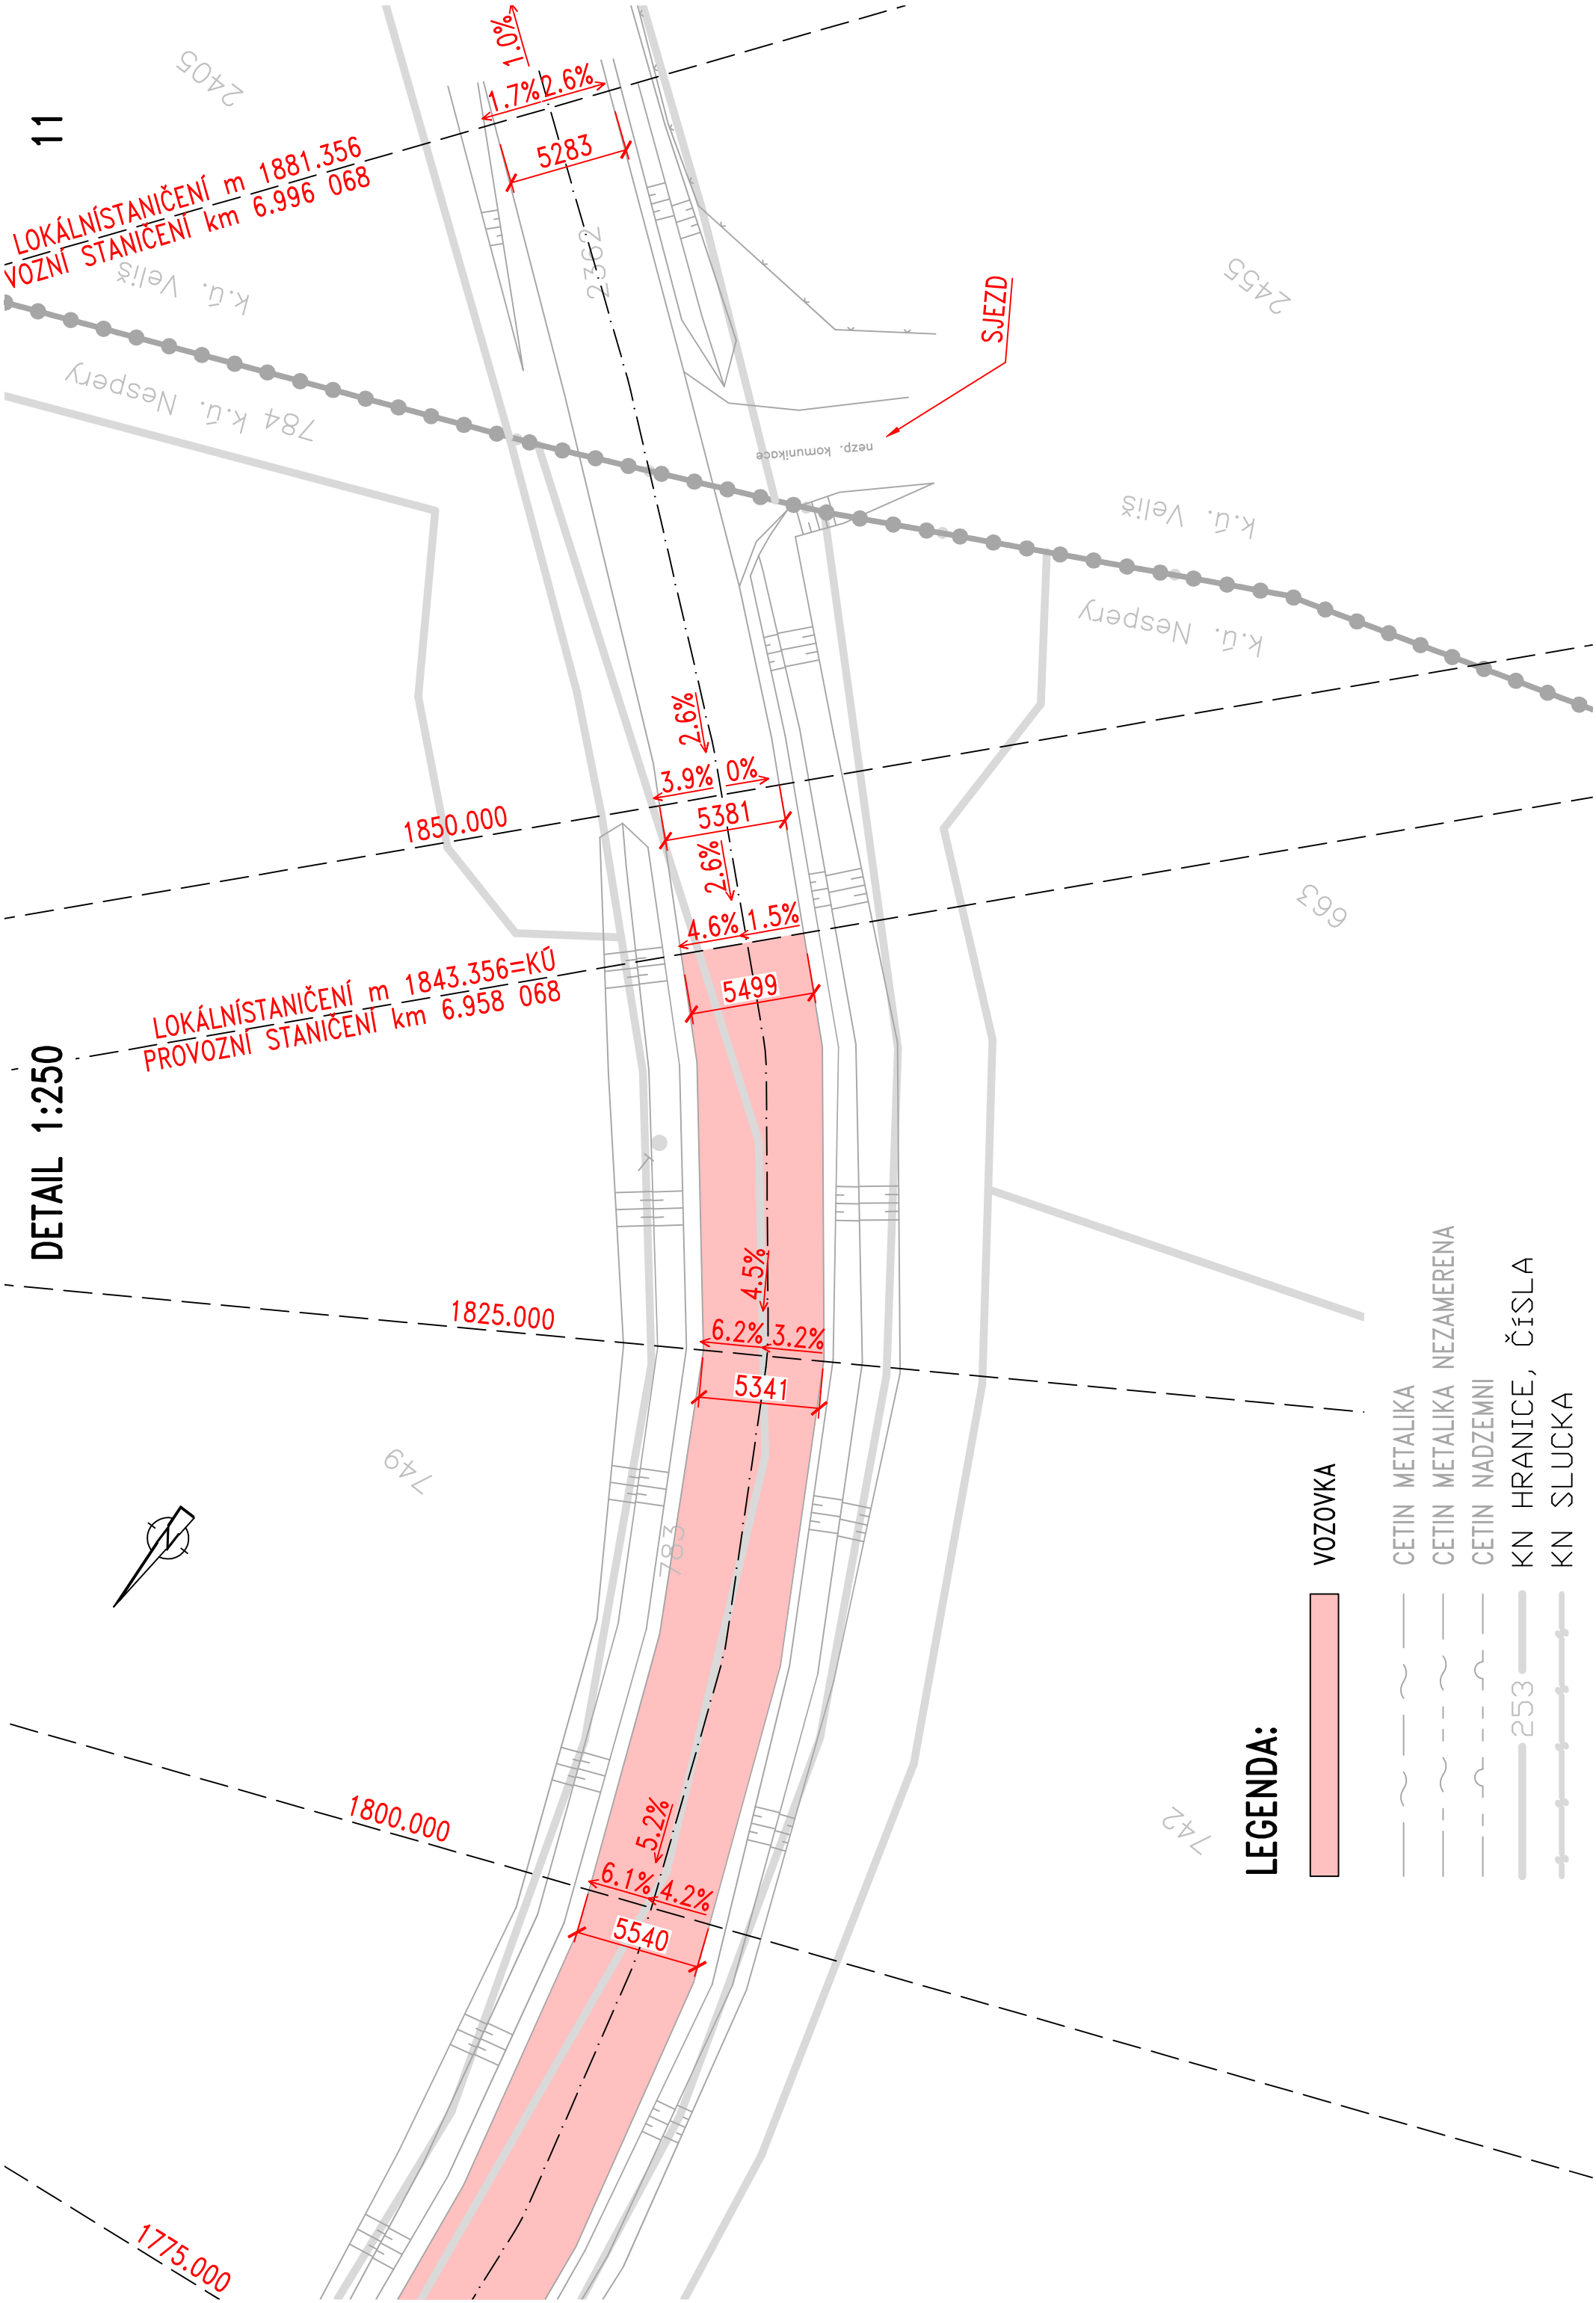 11
2405
1.0%
1.7% 2.6%
LOKÁLNÍSTANIČENÍ m 1881.356
VOZNÍ STANIČENÍ km 6.996 068
5283
k.ú. Veliš
2362
2455
SJEZD
784 k.ú. Nespery
nezp. komunikace
k.ú. Veliš
k.ú. Nespery
2.6%
3.9% 0%
1850.000
5381
2.6%
663
4.6% 1.5%
LOKÁLNÍSTANIČENÍ m 1843.356=KÚ
PROVOZNÍ STANIČENÍ km 6.958 068
5499
DETAIL 1:250
4.5%
1825.000
6.2% 3.2%
5341
749
783
1800.000
5.2%
6.1% 4.2%
5540
742
1775.000
LEGENDA:
VOZOVKA
CETIN METALIKA
CETIN METALIKA NEZAMERENA
CETIN NADZEMNI
253 KN HRANICE, ČíSLA
KN SLUCKA